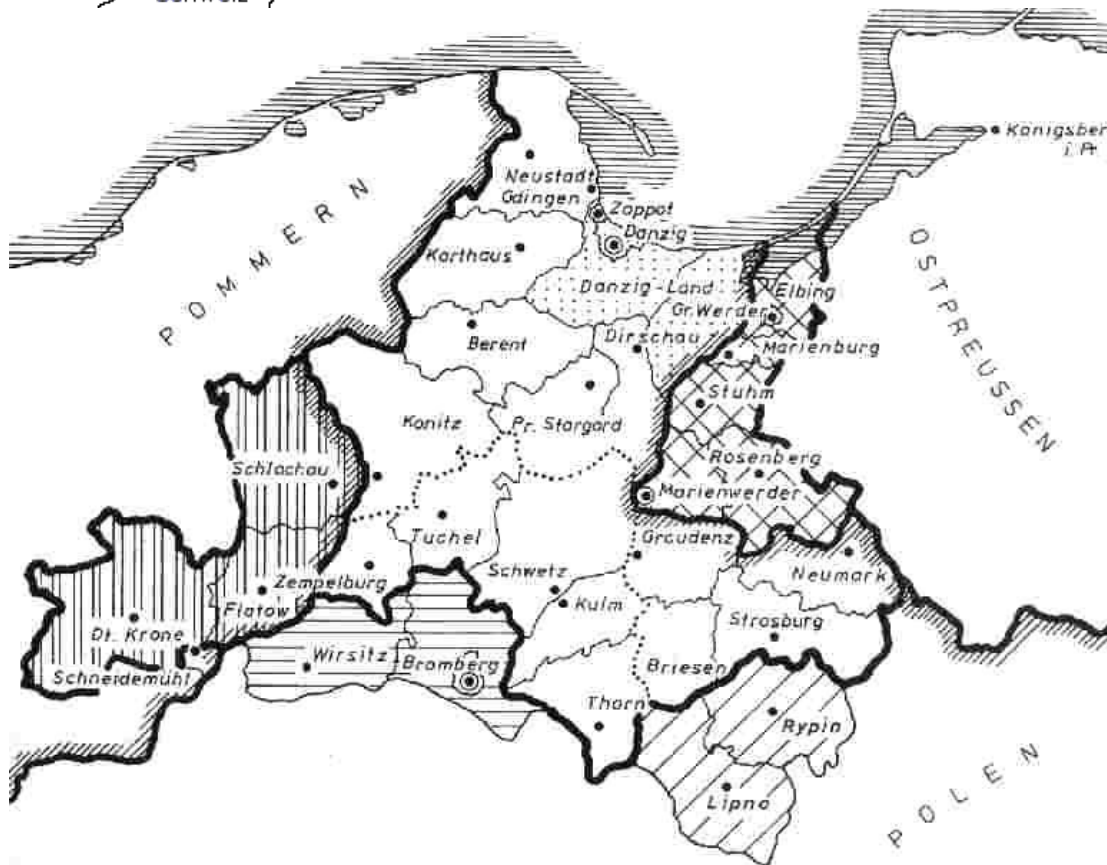 Königsber
i. Pr
Neustadt
Gdingen
Zoppot
Danzig
POMMERN
Karthaus
OSTPREUSSEN
Danzig-Land
Elbing
Gr. Werder
Dirschau
Berent
Marienburg
Stuhm
Konitz
Pr. Stargard
Rosenberg
Schlochau
Marienwerder
Tuchel
Graudenz
Neumark
Zempelburg
Schwetz
Flatow
Kulm
Strasburg
Dt. Krone
Wirsitz
Bromberg
Briesen
Schneidemühl
Thorn
Rypin
Lipno
POLEN